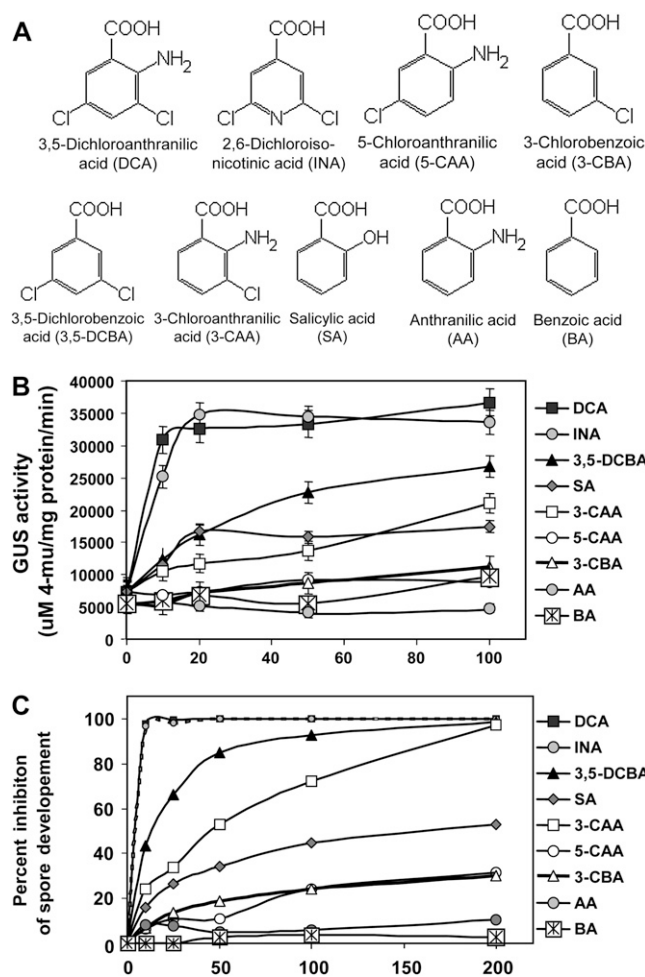 A
COOH COOH COOH COOH
NH2 NH2
Cl Cl Cl N Cl Cl Cl
3,5-Dichloroanthranilic 2,6-Dichloroiso- 5-Chloroanthranilic 3-Chlorobenzoic
acid (DCA) nicotinic acid (INA) acid (5-CAA) acid (3-CBA)
COOH COOH COOH COOH COOH
NH2 OH NH2
Cl Cl Cl
3,5-Dichlorobenzoic 3-Chloroanthranilic Salicylic acid Anthranilic acid Benzoic acid
acid (3,5-DCBA) acid (3-CAA) (SA) (AA) (BA)
B
GUS activity
(uM 4-mu/mg protein/min)
40000
35000
30000
25000
20000
15000
10000
5000
0
0 20 40 60 80 100
DCA
INA
3,5-DCBA
SA
3-CAA
5-CAA
3-CBA
AA
BA
C
Percent inhibiton
of spore developement
100
80
60
40
20
0
0 50 100 150 200
DCA
INA
3,5-DCBA
SA
3-CAA
5-CAA
3-CBA
AA
BA